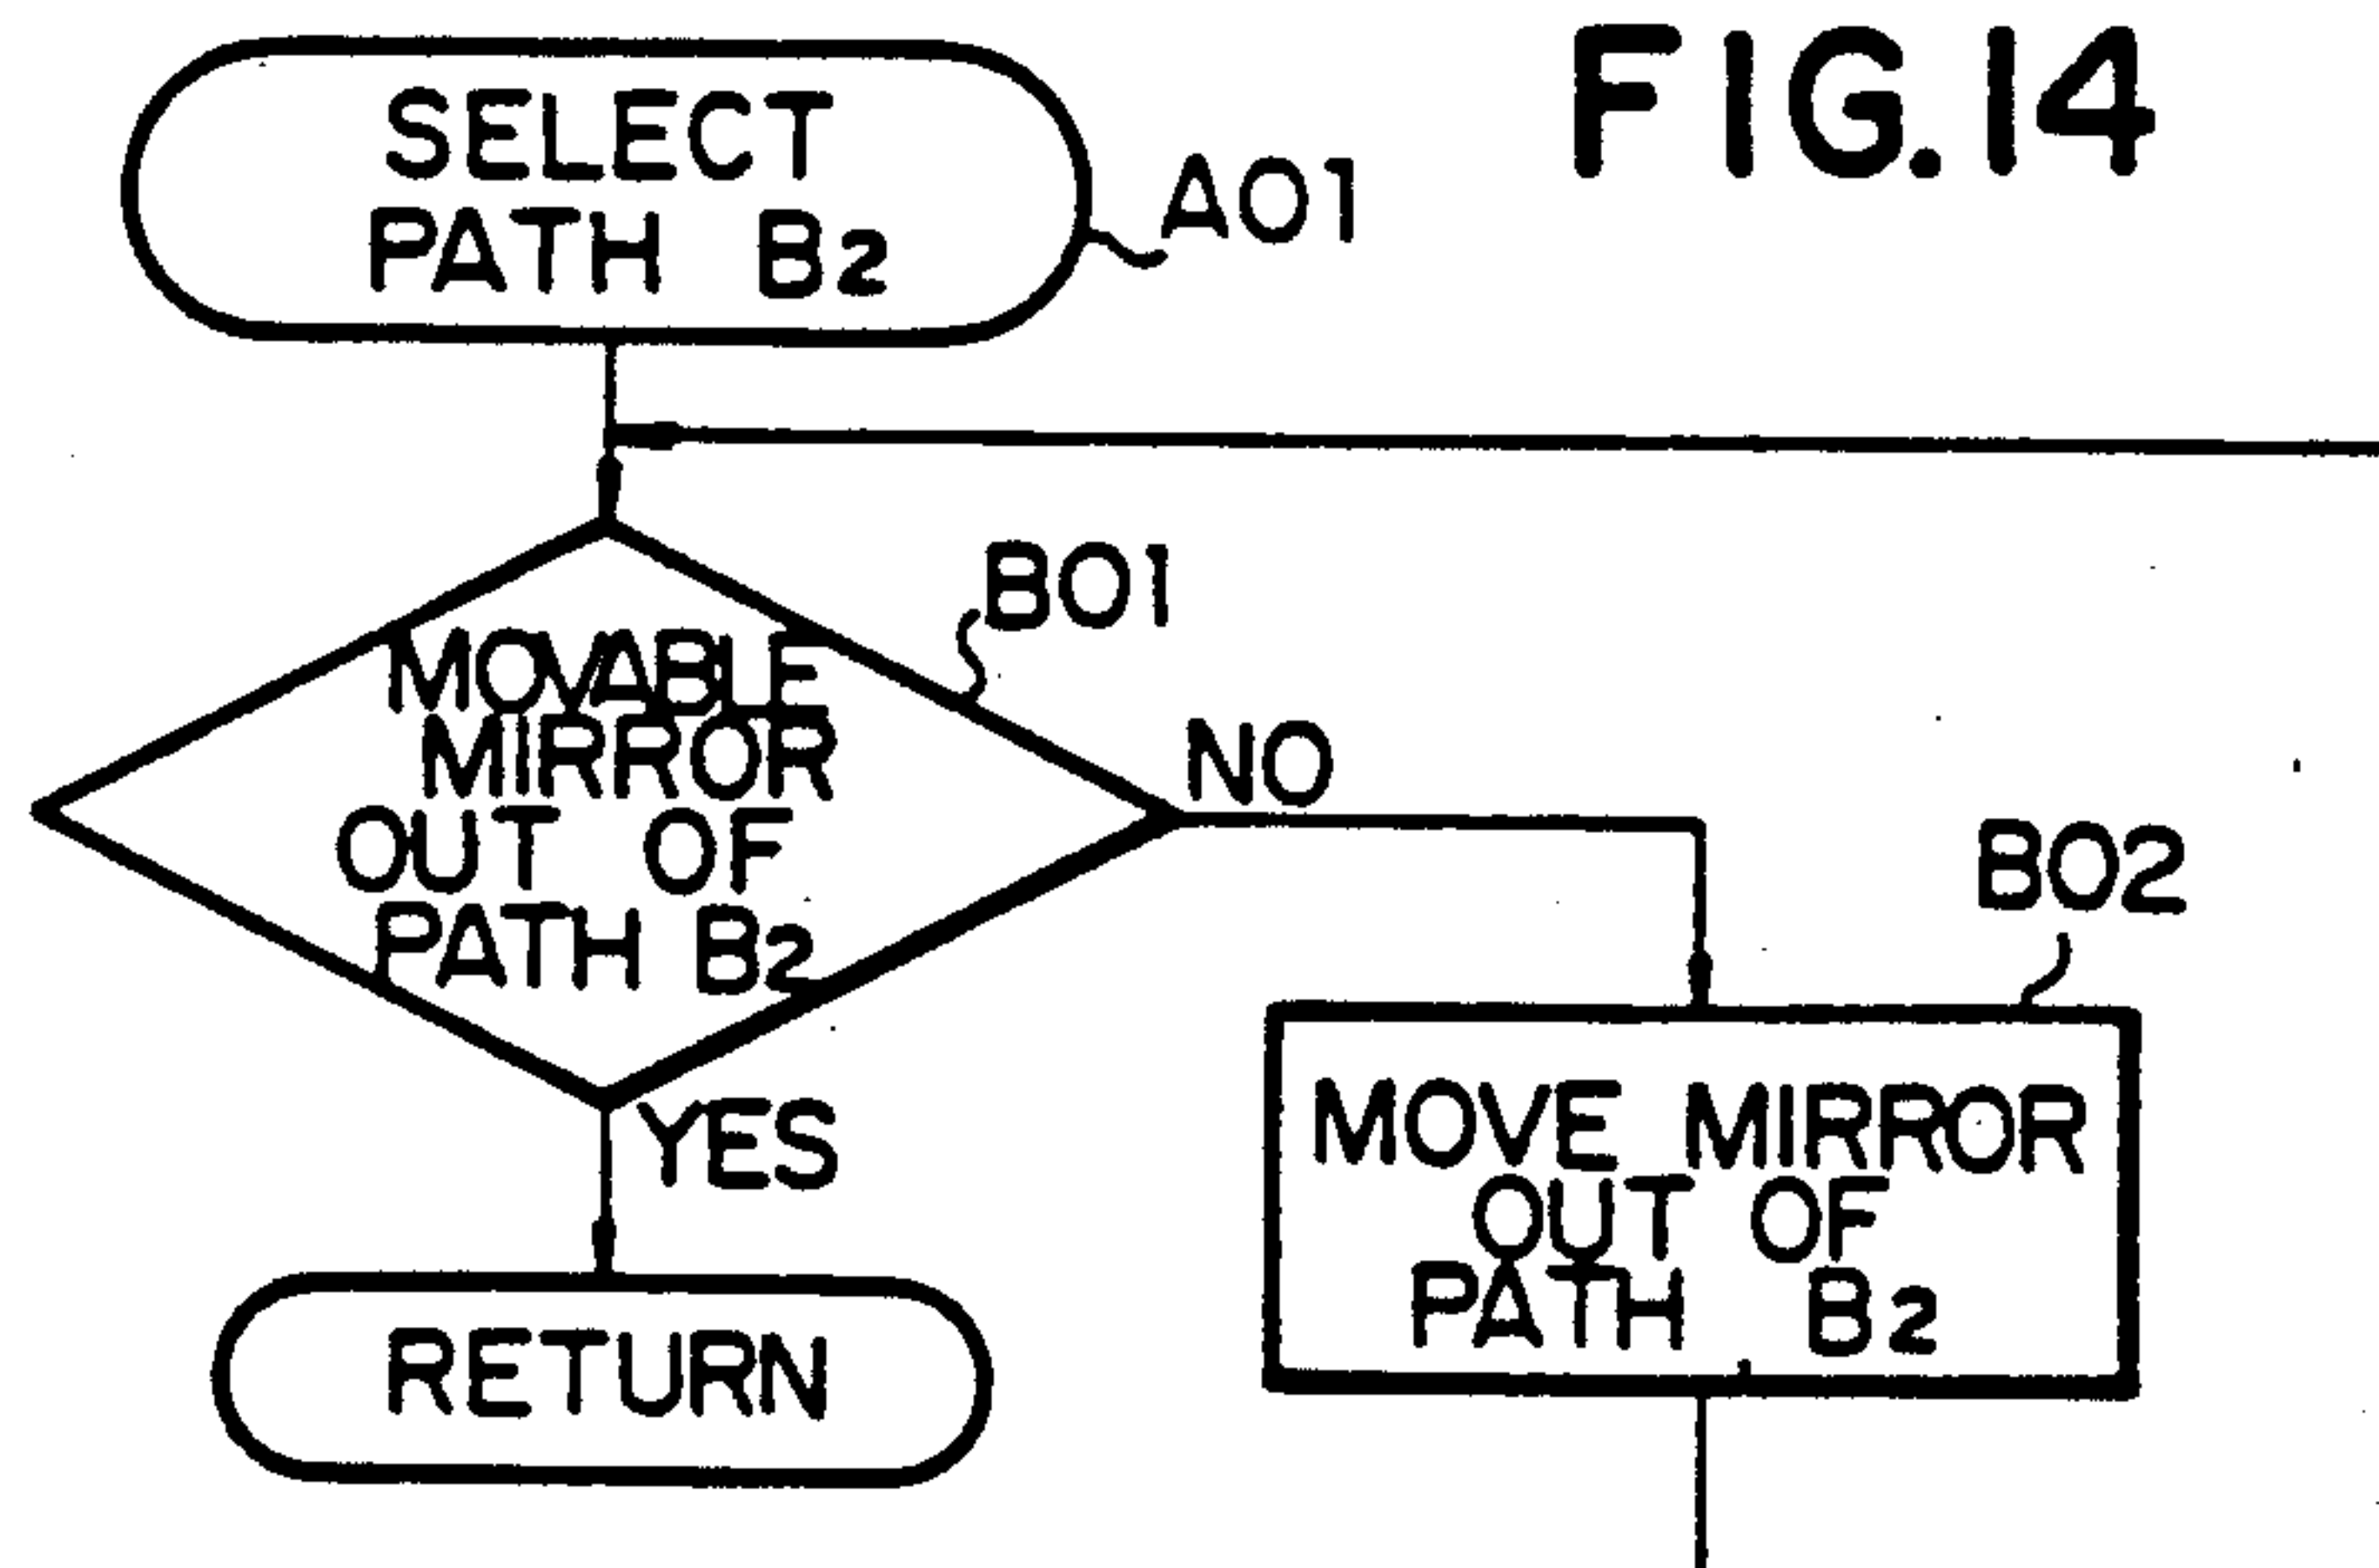 FIG.14
SELECT
PATH B2
A01
B01
MOVABLE
MIRROR
OUT OF
PATH B2
NO
YES
B02
MOVE MIRROR
OUT OF
PATH B2
RETURN